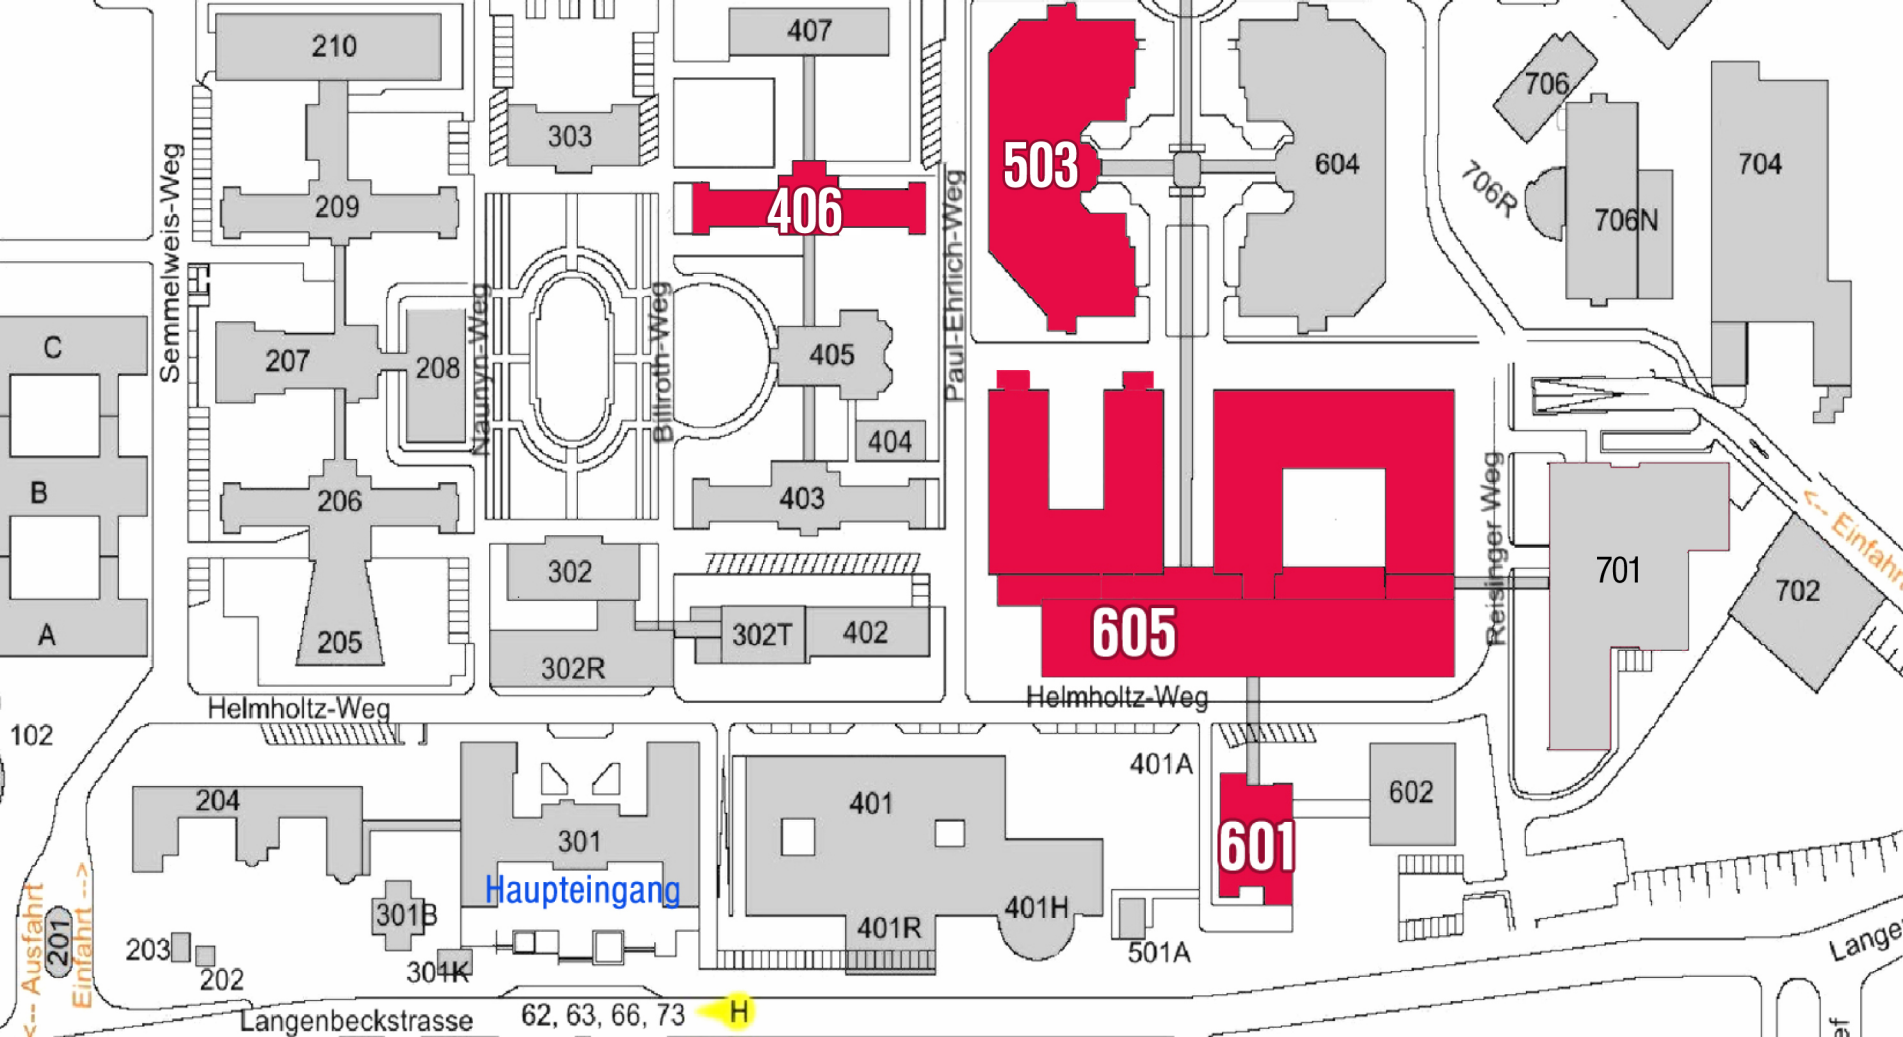 210
407
303
503
604
706
706R
706N
704
Semmelweis-Weg
209
406
Paul-Ehrlich-Weg
Naunyn-Weg
Billroth-Weg
C
207
208
405
404
B
206
403
Reisinger Weg
<-- Einfahrt
302
701
702
A
205
302R
302T
402
605
Helmholtz-Weg
Helmholtz-Weg
102
204
301
Haupteingang
401
401A
601
602
<-- Ausfahrt
Einfahrt -->
201
203
202
301B
301K
401R
401H
501A
Langenbeckstrasse
62, 63, 66, 73
H
Lange